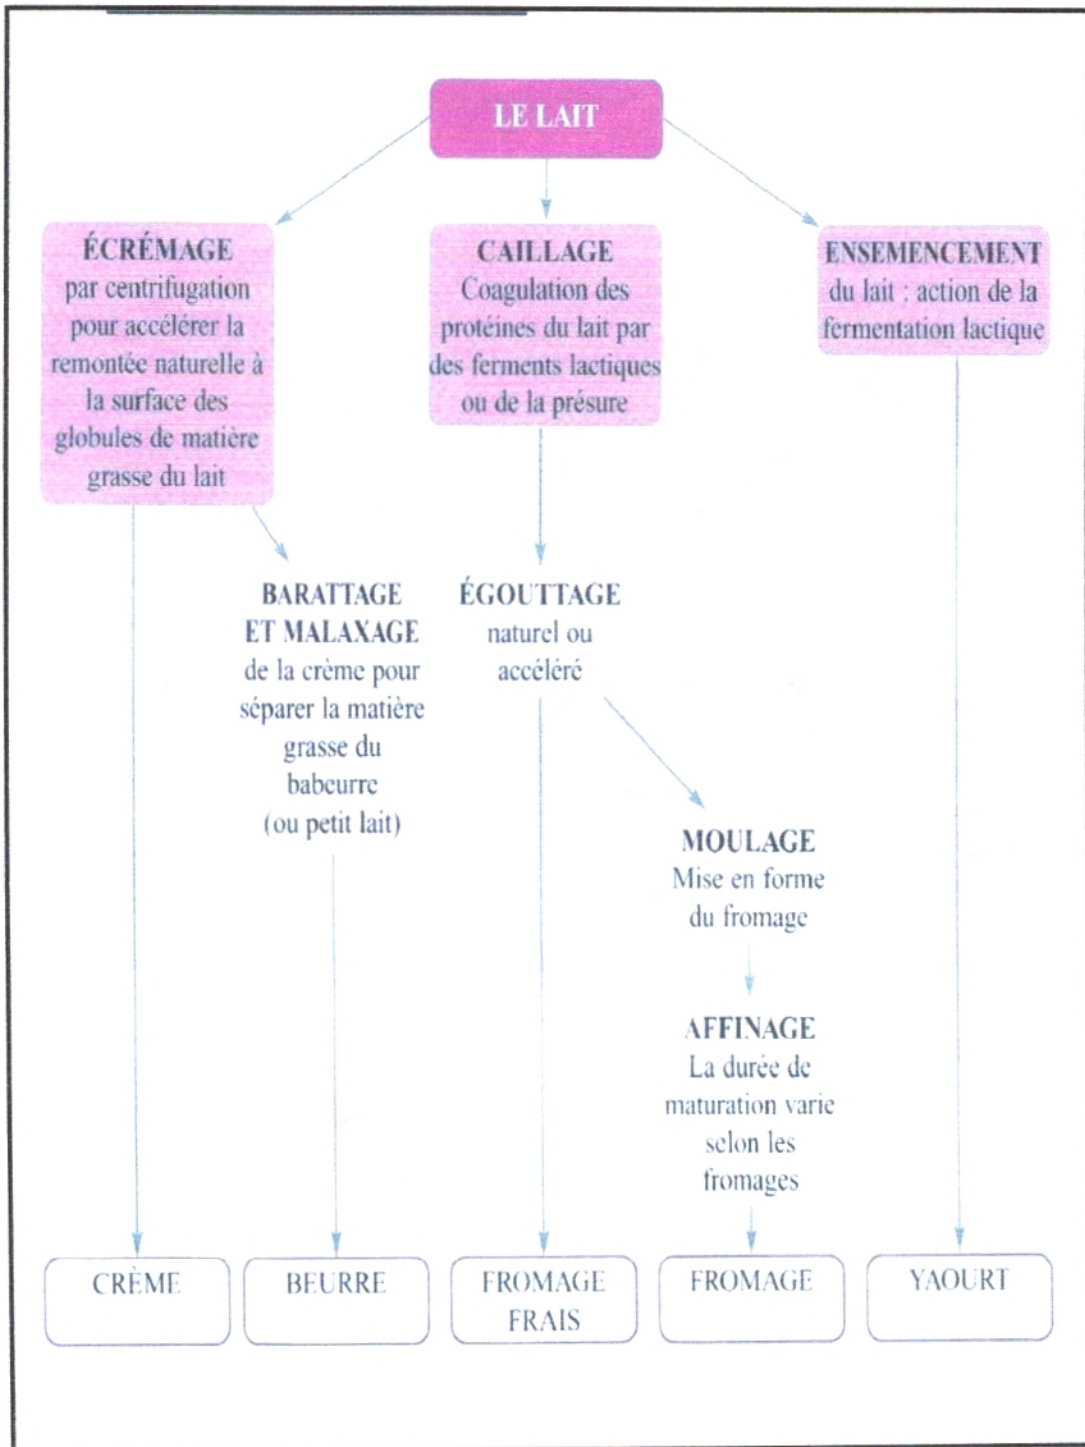 LE LAIT
ÉCRÉMAGE
par centrifugation
pour accélérer la
remontée naturelle à
la surface des
globules de matière
grasse du lait
CAILLAGE
Coagulation des
protéines du lait par
des ferments lactiques
ou de la présure
ENSEMENCEMENT
du lait : action de la
fermentation lactique
BARATTAGE
ET MALAXAGE
de la crème pour
séparer la matière
grasse du
babeurre
(ou petit lait)
ÉGOUTTAGE
naturel ou
accéléré
MOULAGE
Mise en forme
du fromage
AFFINAGE
La durée de
maturation varie
selon les
fromages
CRÈME
BEURRE
FROMAGE
FRAIS
FROMAGE
YAOURT